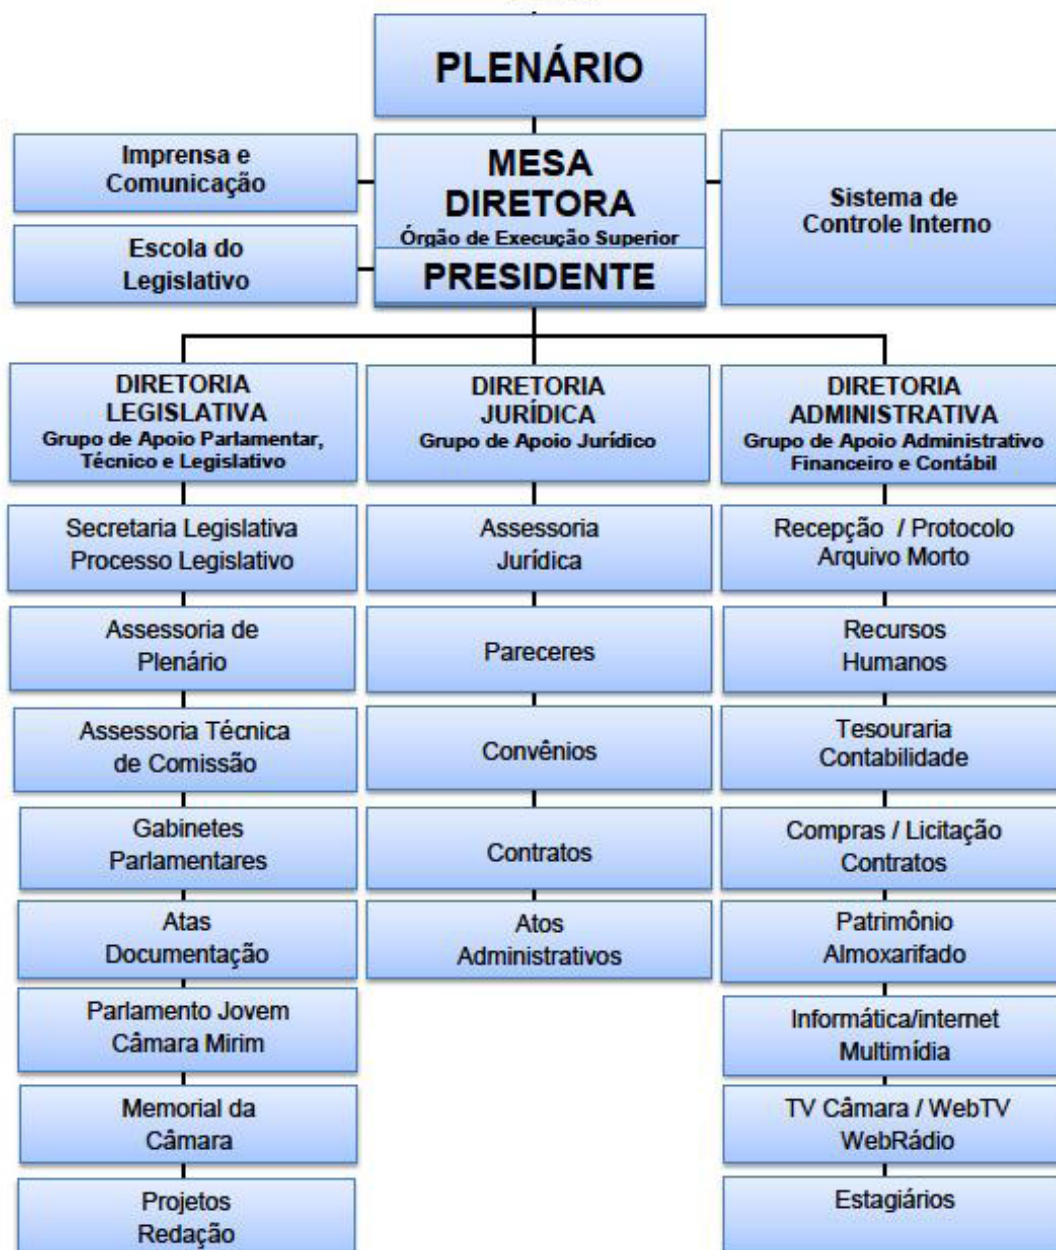 PLENÁRIO
Imprensa e
Comunicação
MESA
DIRETORA
Órgão de Execução Superior
PRESIDENTE
Sistema de
Controle Interno
Escola do
Legislativo
DIRETORIA
LEGISLATIVA
Grupo de Apoio Parlamentar,
Técnico e Legislativo
Secretaria Legislativa
Processo Legislativo
Assessoria de
Plenário
Assessoria Técnica
de Comissão
Gabinetes
Parlamentares
Atas
Documentação
Parlamento Jovem
Câmara Mirim
Memorial da
Câmara
Projetos
Redação
DIRETORIA
JURÍDICA
Grupo de Apoio Jurídico
Assessoria
Jurídica
Pareceres
Convênios
Contratos
Atos
Administrativos
DIRETORIA
ADMINISTRATIVA
Grupo de Apoio Administrativo
Financeiro e Contábil
Recepção / Protocolo
Arquivo Morto
Recursos
Humanos
Tesouraria
Contabilidade
Compras / Licitação
Contratos
Patrimônio
Almoxarifado
Informática/internet
Multimídia
TV Câmara / WebTV
WebRádio
Estagiários